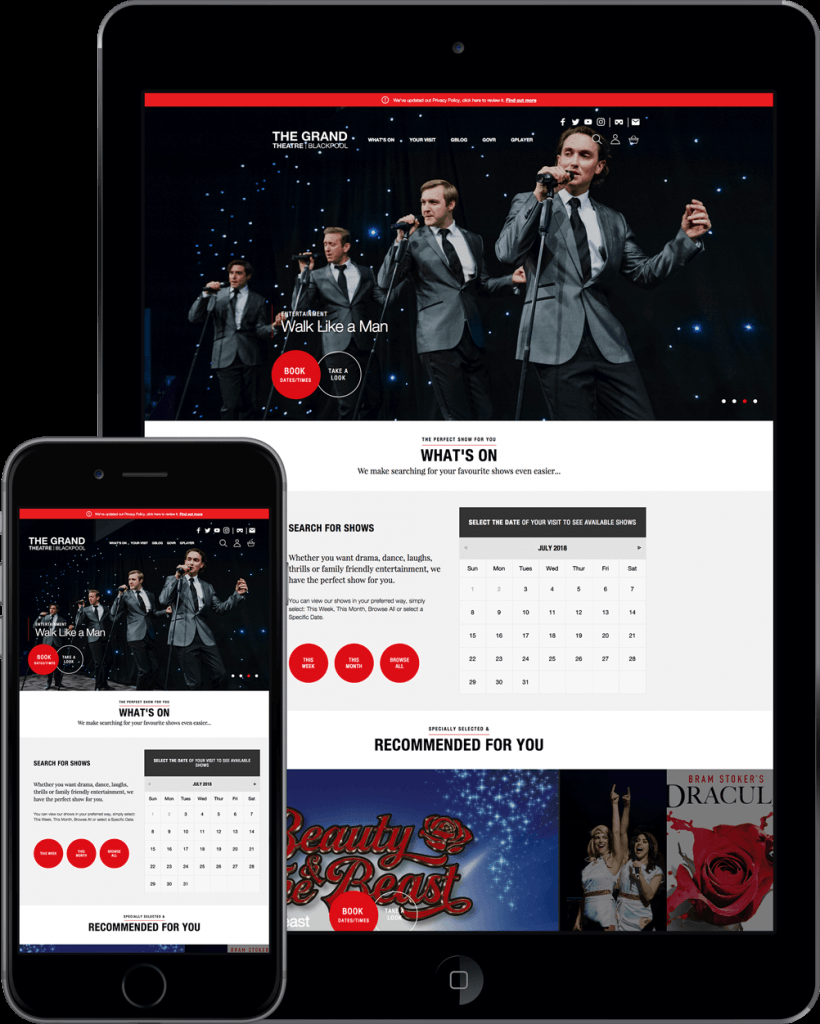 We've updated our Privacy Policy, click here to review it. Find out more
THE GRAND
THEATRE BLACKPOOL
WHAT'S ON YOUR VISIT GBLOG GOVR GPLAYER
ENTERTAINMENT
Walk Like a Man
BOOK
DATES/TIMES
TAKE A
LOOK
THE PERFECT SHOW FOR YOU
WHAT'S ON
We make searching for your favourite shows even easier...
SEARCH FOR SHOWS
Whether you want drama, dance, laughs,
thrills or family friendly entertainment, we
have the perfect show for you.
You can view our shows in your preferred way, simply
select: This Week, This Month, Browse All or select a
Specific Date.
THIS
WEEK
THIS
MONTH
BROWSE
ALL
SELECT THE DATE OF YOUR VISIT TO SEE AVAILABLE SHOWS
< JULY 2018 >
Sun Mon Tues Wed Thur Fri Sat
1 2 3 4 5 6 7
8 9 10 11 12 13 14
15 16 17 18 19 20 21
22 23 24 25 26 27 28
29 30 31
SPECIALLY SELECTED &
RECOMMENDED FOR YOU
Beauty
&
the Beast
east
BOOK
DATES/TIMES
TAKE A
BRAM STOKER'S
DRACUL
We've updated our Privacy Policy, click here to review it. Find out more
THE GRAND
THEATRE BLACKPOOL
WHAT'S ON YOUR VISIT GBLOG GOVR GPLAYER
ENTERTAINMENT
Walk Like a Man
BOOK
DATES/TIMES
TAKE A
LOOK
THE PERFECT SHOW FOR YOU
WHAT'S ON
We make searching for your favourite shows even easier...
SEARCH FOR SHOWS
Whether you want drama, dance, laughs,
thrills or family friendly entertainment, we
have the perfect show for you.
You can view our shows in your preferred way, simply select:
This Week, This Month, Browse All or select a Specific Date.
THIS WEEK
THIS
MONTH
BROWSE
ALL
SELECT THE DATE OF YOUR VISIT TO SEE AVAILABLE
SHOWS
< JULY 2018 >
Sun Mon Tues Wed Thur Fri Sat
1 2 3 4 5 6 7
8 9 10 11 12 13 14
15 16 17 18 19 20 21
22 23 24 25 26 27 28
29 30 31
SPECIALLY SELECTED &
RECOMMENDED FOR YOU
BRAM STOKER